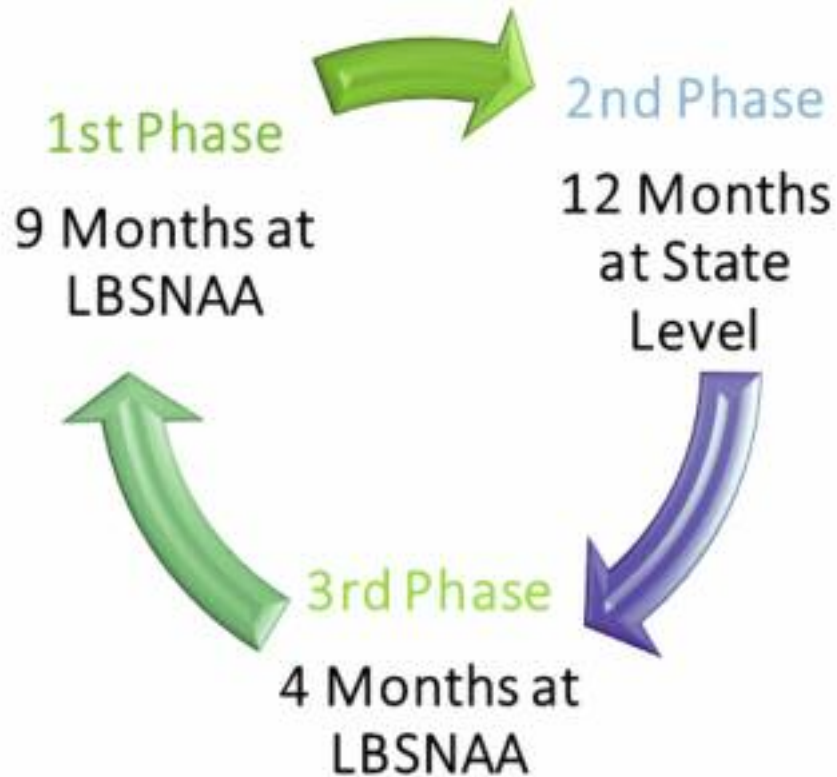 1st Phase
9 Months at
LBSNAA
2nd Phase
12 Months
at State
Level
3rd Phase
4 Months at
LBSNAA